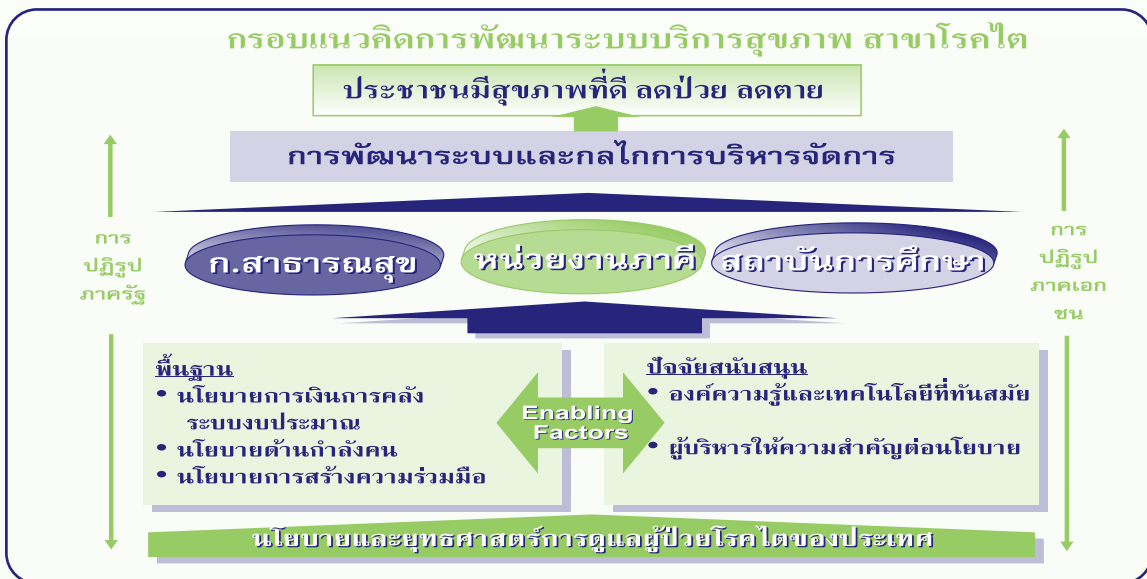 กรอบแนวคิดการพัฒนาระบบบริการสุขภาพ สาขาโรคไต
ประชาชนมีสุขภาพที่ดี ลดป่วย ลดตาย
การพัฒนาระบบและกลไกการบริหารจัดการ
การ
ปฏิรูป
ภาครัฐ
ก.สาธารณสุข
หน่วยงานภาคี
สถาบันการศึกษา
การ
ปฏิรูป
ภาคเอก
ชน
พื้นฐาน
• นโยบายการเงินการคลัง
ระบบงบประมาณ
• นโยบายด้านกำลังคน
• นโยบายการสร้างความร่วมมือ
Enabling
Factors
ปัจจัยสนับสนุน
• องค์ความรู้และเทคโนโลยีที่ทันสมัย
• ผู้บริหารให้ความสำคัญต่อนโยบาย
นโยบายและยุทธศาสตร์การดูแลผู้ป่วยโรคไตของประเทศ